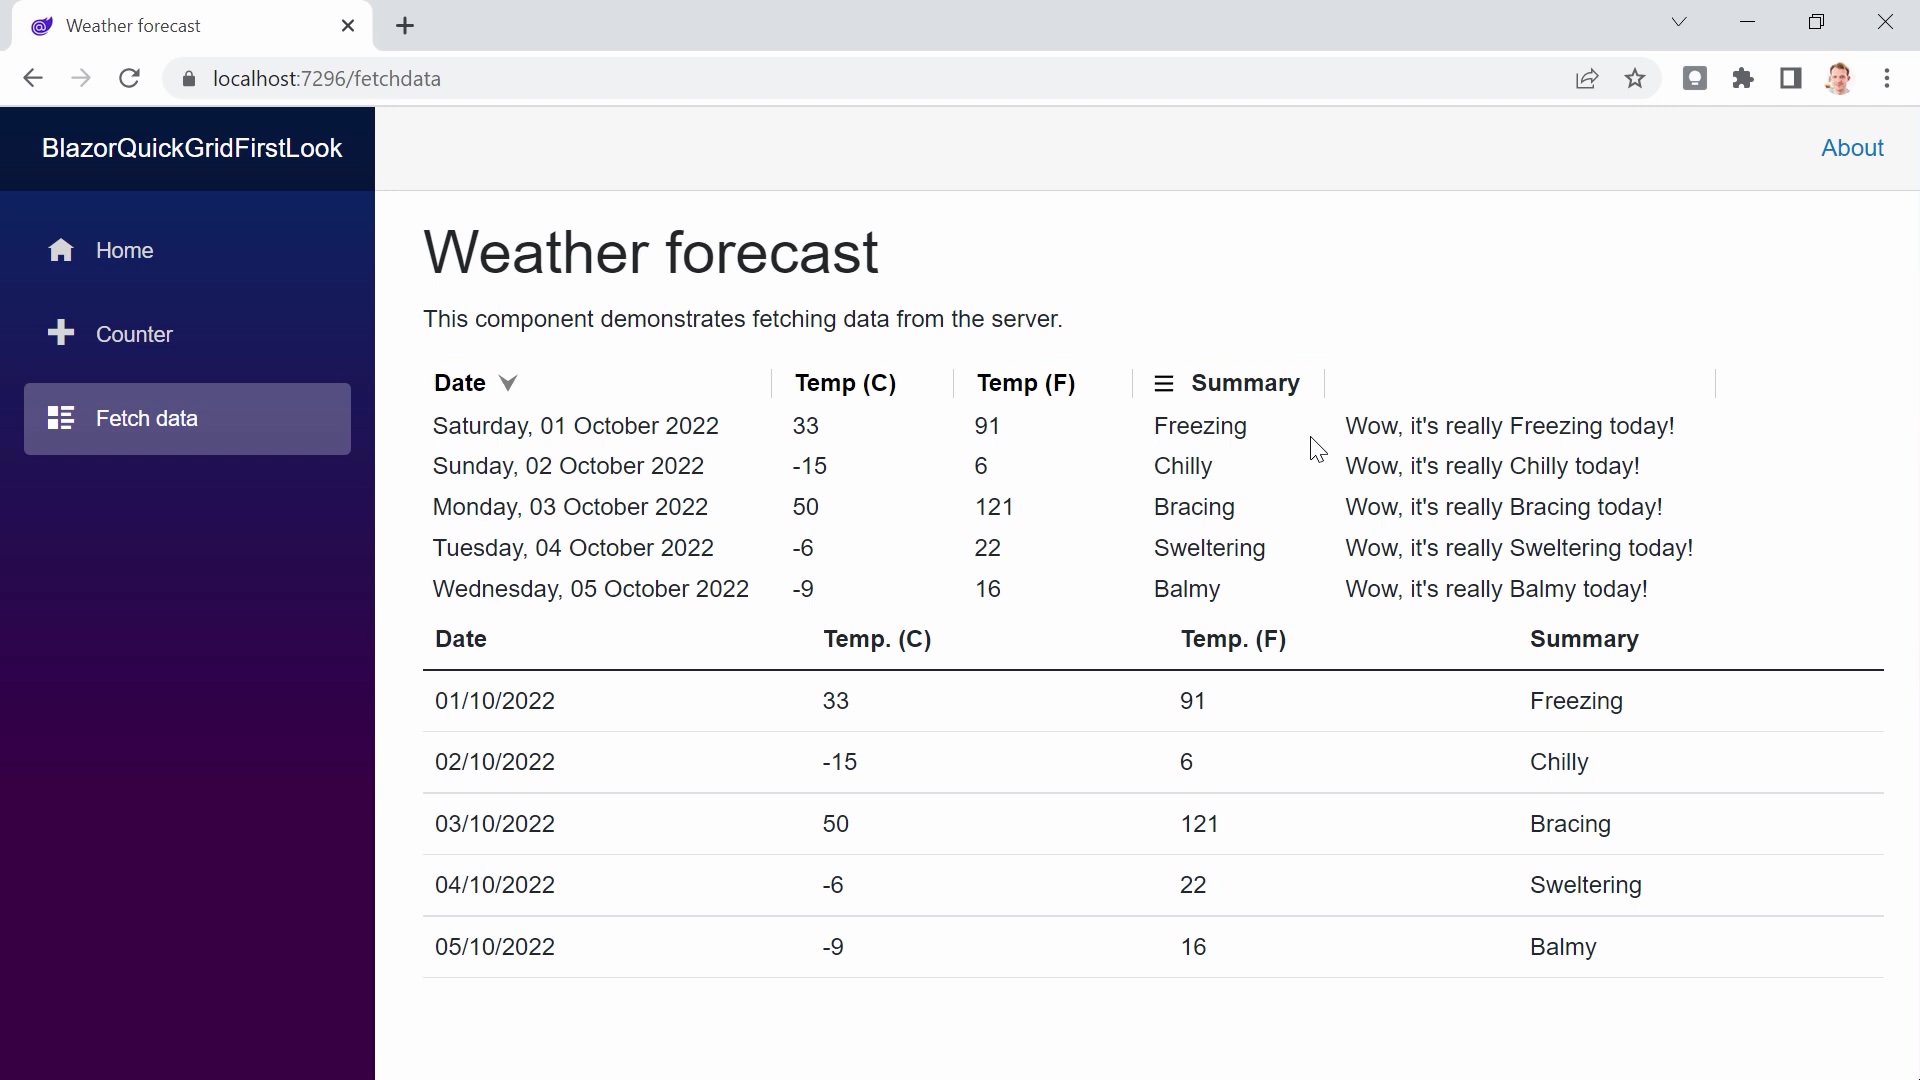 Weather forecast
localhost:7296/fetchdata
BlazorQuickGridFirstLook
About
Home
Counter
Fetch data
Weather forecast
This component demonstrates fetching data from the server.
Date Temp (C) Temp (F) Summary
Saturday, 01 October 2022 33 91 Freezing Wow, it's really Freezing today!
Sunday, 02 October 2022 -15 6 Chilly Wow, it's really Chilly today!
Monday, 03 October 2022 50 121 Bracing Wow, it's really Bracing today!
Tuesday, 04 October 2022 -6 22 Sweltering Wow, it's really Sweltering today!
Wednesday, 05 October 2022 -9 16 Balmy Wow, it's really Balmy today!
Date Temp. (C) Temp. (F) Summary
01/10/2022 33 91 Freezing
02/10/2022 -15 6 Chilly
03/10/2022 50 121 Bracing
04/10/2022 -6 22 Sweltering
05/10/2022 -9 16 Balmy